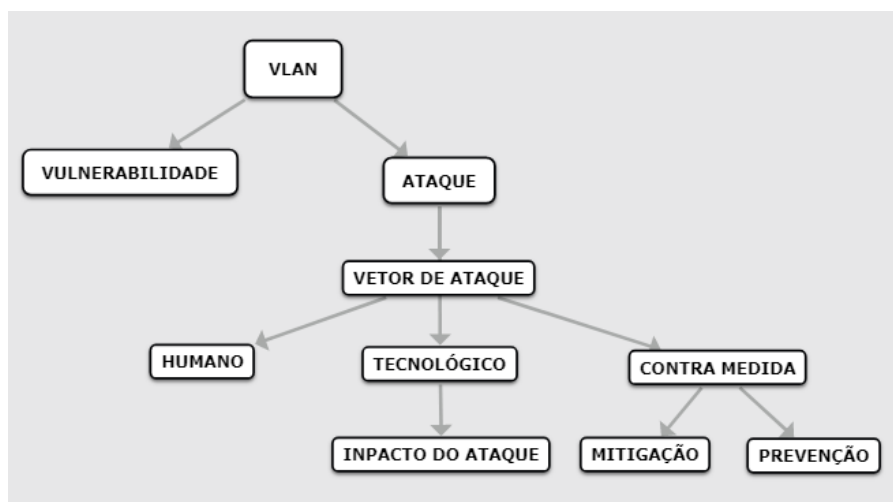 VLAN
VULNERABILIDADE
ATAQUE
VETOR DE ATAQUE
HUMANO
TECNOLÓGICO
CONTRA MEDIDA
INPACTO DO ATAQUE
MITIGAÇÃO
PREVENÇÃO